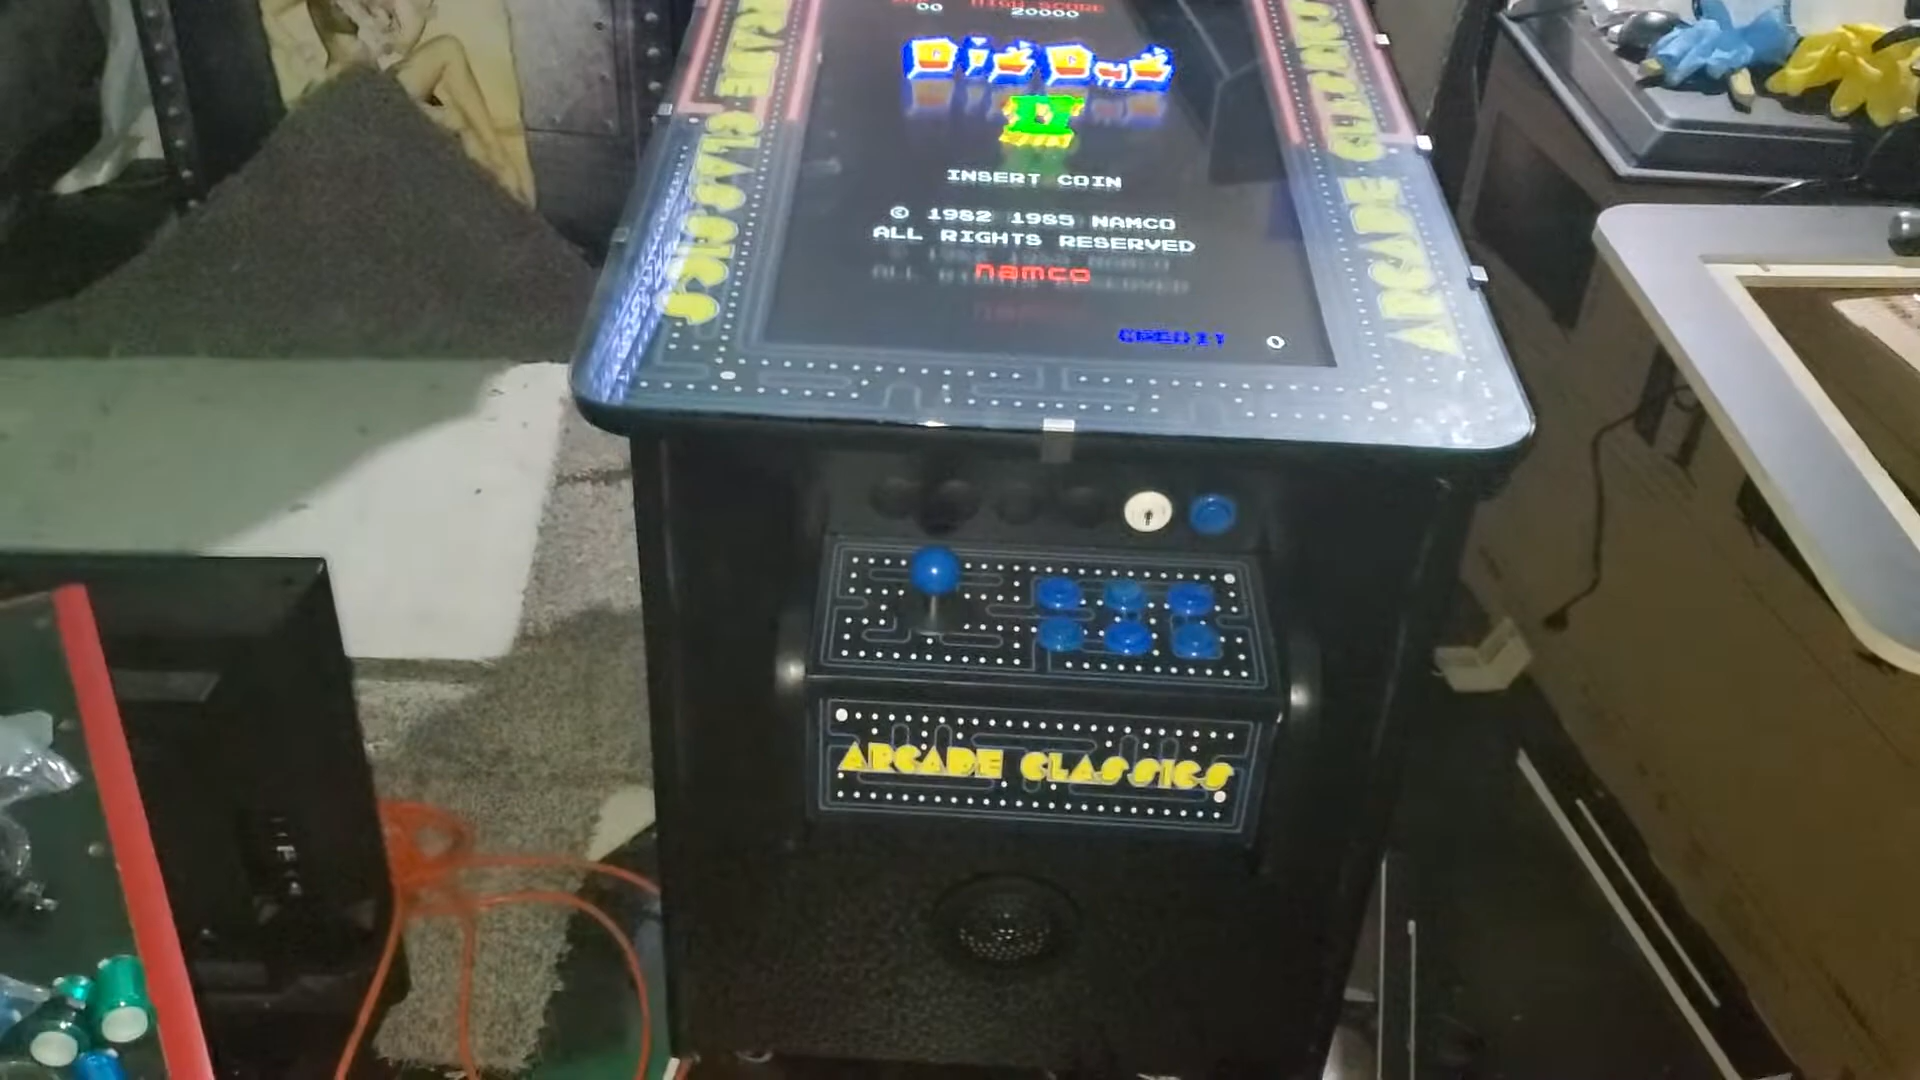 00 HIGH SCORE
20000
Dig Dug
II
INSERT COIN
© 1982 1985 NAMCO
ALL RIGHTS RESERVED
namco
CREDIT 0
ARCADE CLASSICS
ARCADE CLASSICS
ARCADE CLASSICS